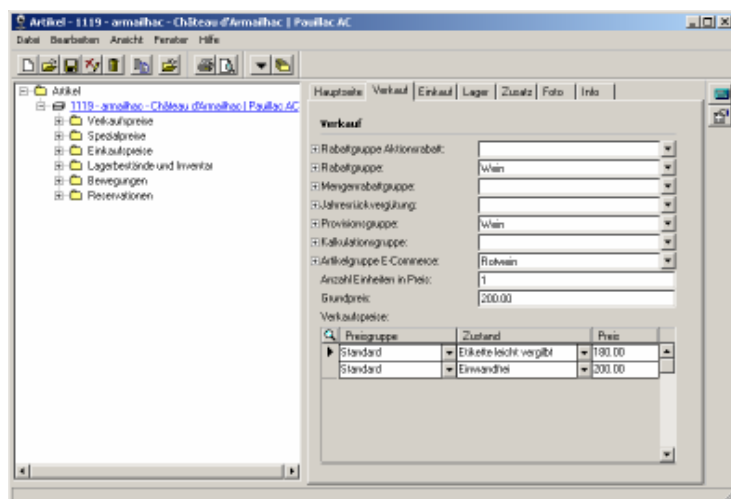 Artikel - 1119 - armailhac - Château d'Armailhac | Pauillac AC
Datei Bearbeiten Ansicht Fenster Hilfe
Artikel
1119 - armailhac - Château d'Armailhac | Pauillac AC
Verkaufspreise
Spezialpreise
Einkaufspreise
Lagerbestände und Inventar
Bewegungen
Reservationen
Hauptseite Verkauf Einkauf Lager Zusatz Foto Info
Verkauf
Rabattgruppe Aktionsrabatt:
Rabattgruppe: Wein
Mengenrabattgruppe:
Jahresrückvergütung:
Provisionsgruppe: Wein
Kalkulationsgruppe:
Artikelgruppe E-Commerce: Rotwein
Anzahl Einheiten in Preis: 1
Grundpreis: 200.00
Verkaufspreise:
Preisgruppe Zustand Preis
Standard Etikette leicht vergilbt 180.00
Standard Einwandfrei 200.00